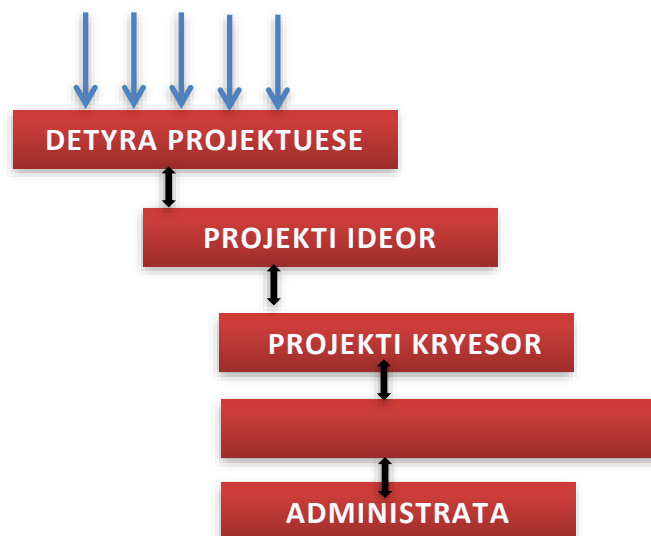 DETYRA PROJEKTUESE
PROJEKTI IDEOR
PROJEKTI KRYESOR
ADMINISTRATA